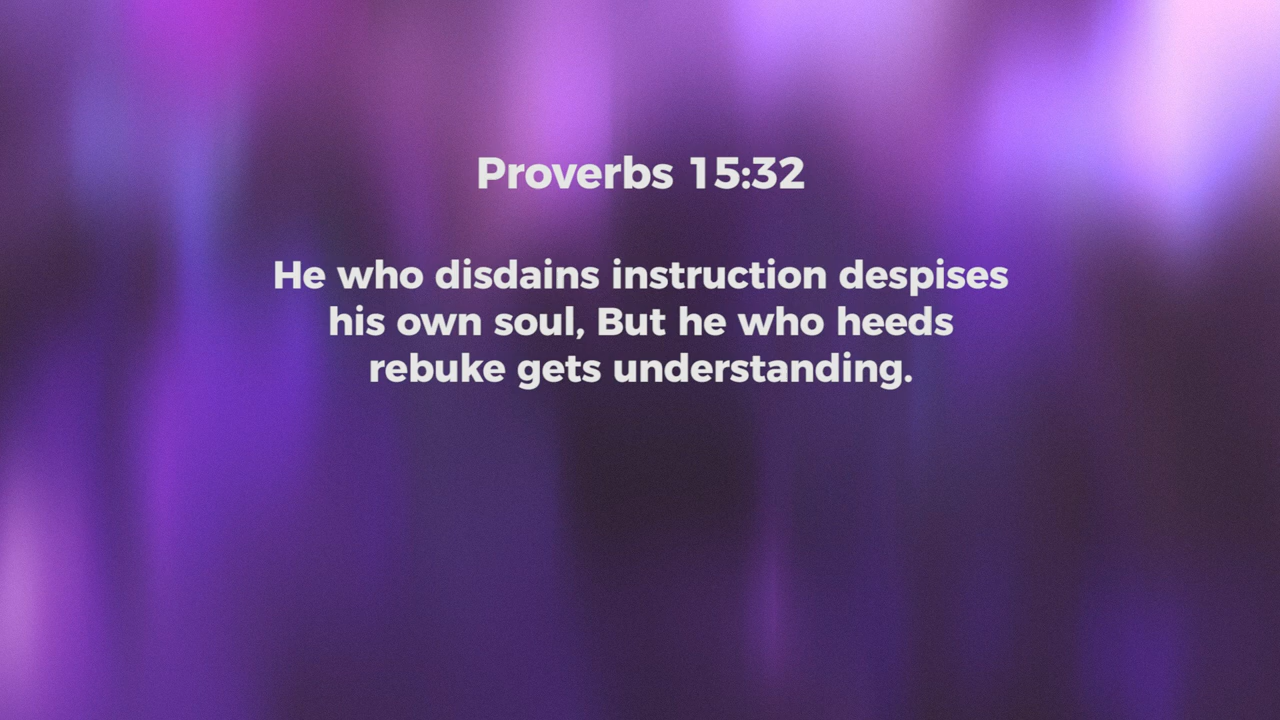 Proverbs 15:32
He who disdains instruction despises
his own soul, But he who heeds
rebuke gets understanding.